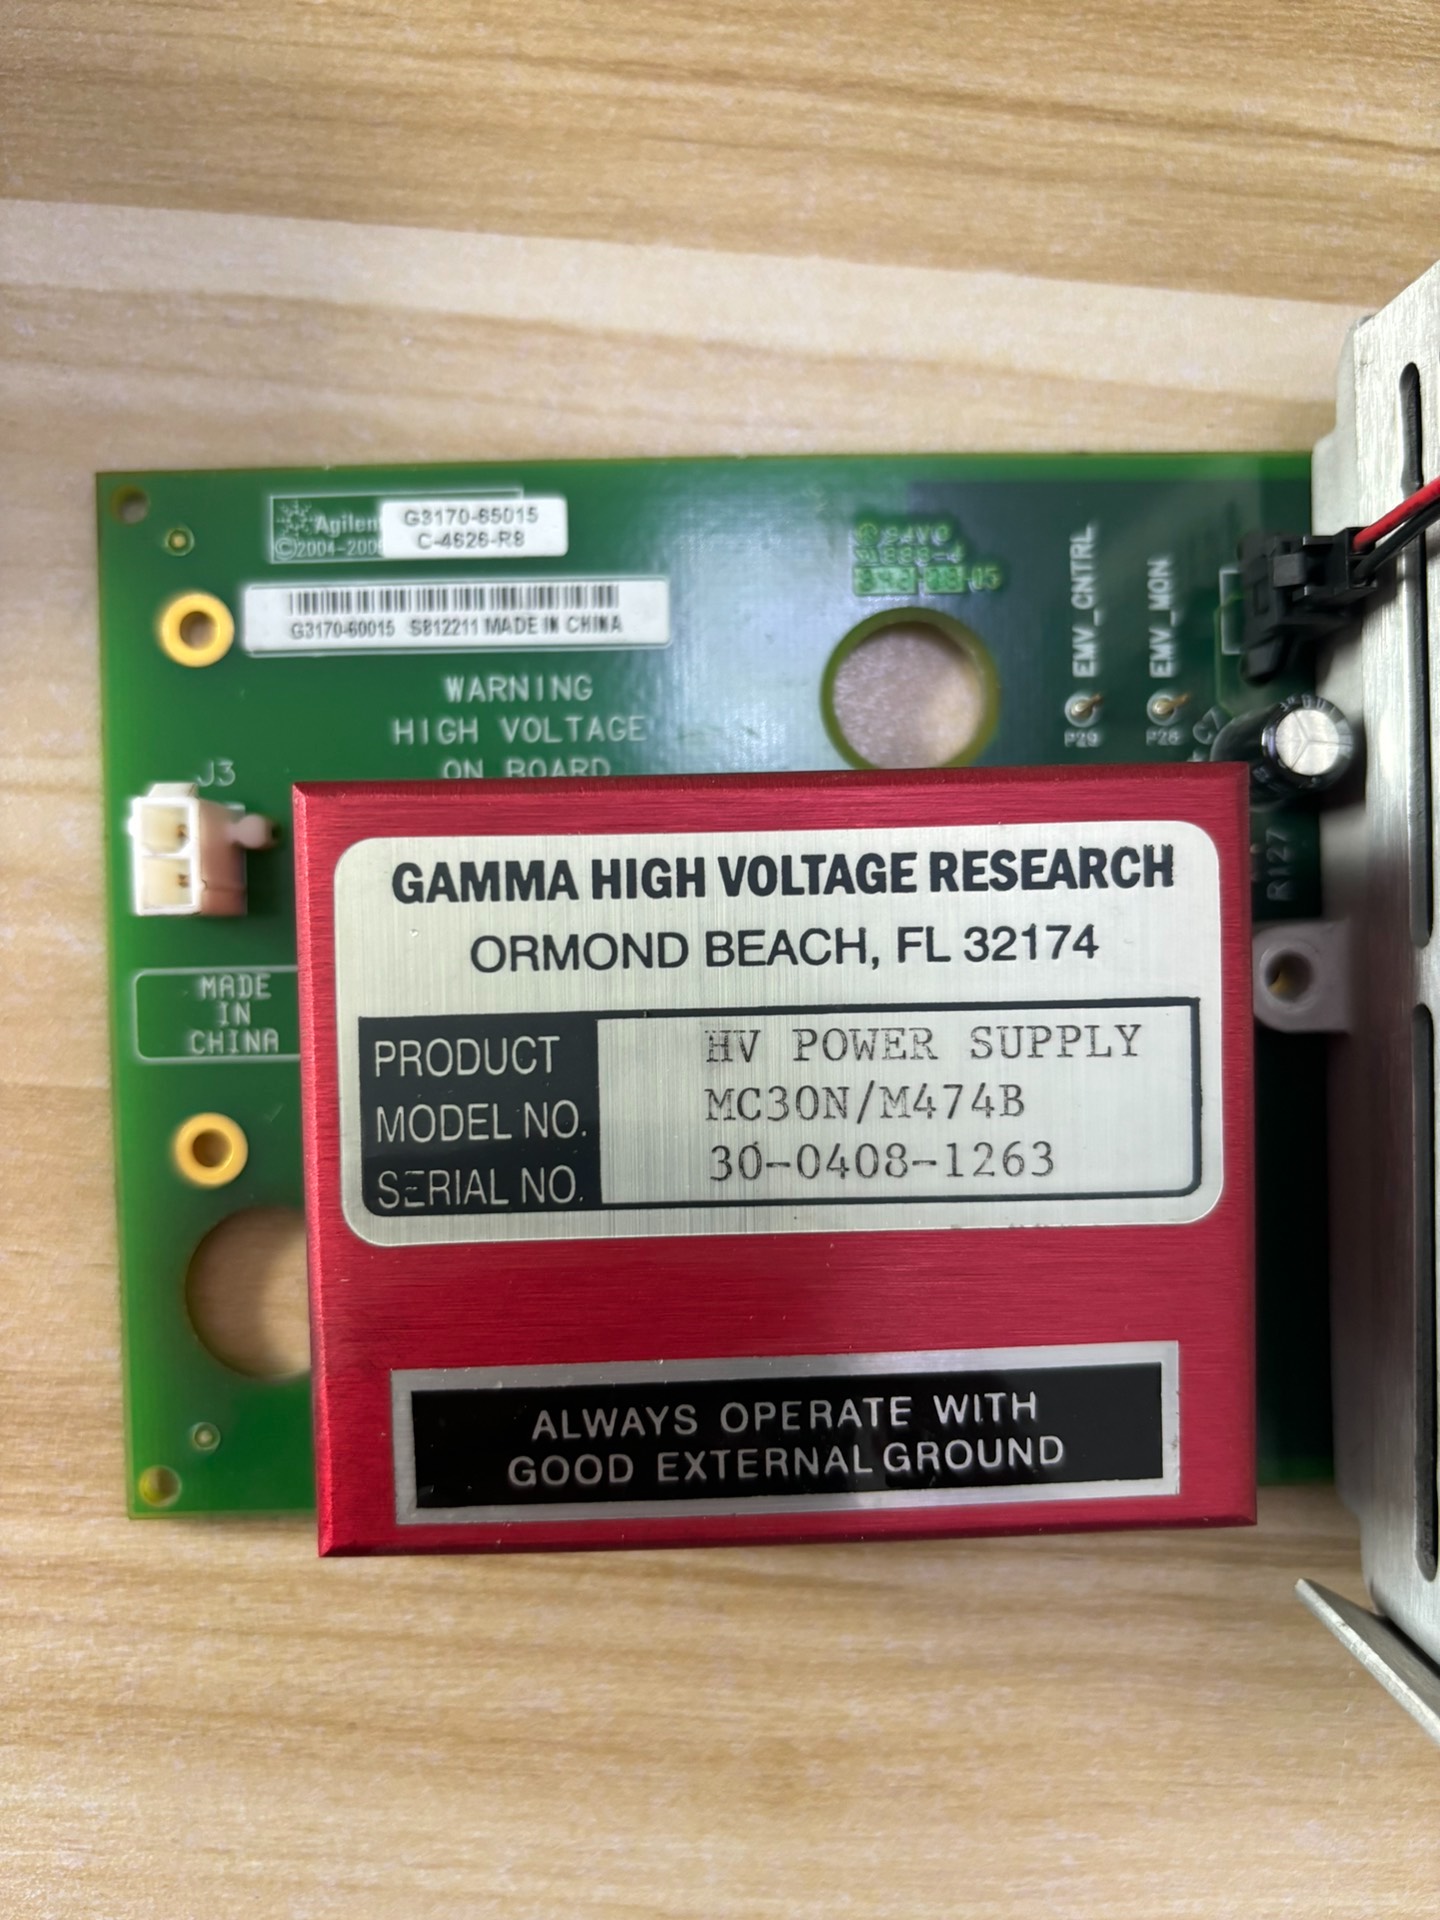 G3170-65015
C-4626-R8
©2004-200
G3170-60015 S812211 MADE IN CHINA
WARNING
HIGH VOLTAGE
ON BOARD
EMV_CNTRL
EMV_MON
P29
P28
C7
R127
J3
MADE
IN
CHINA
GAMMA HIGH VOLTAGE RESEARCH
ORMOND BEACH, FL 32174
PRODUCT HV POWER SUPPLY
MODEL NO. MC30N/M474B
SERIAL NO. 30-0408-1263
ALWAYS OPERATE WITH
GOOD EXTERNAL GROUND